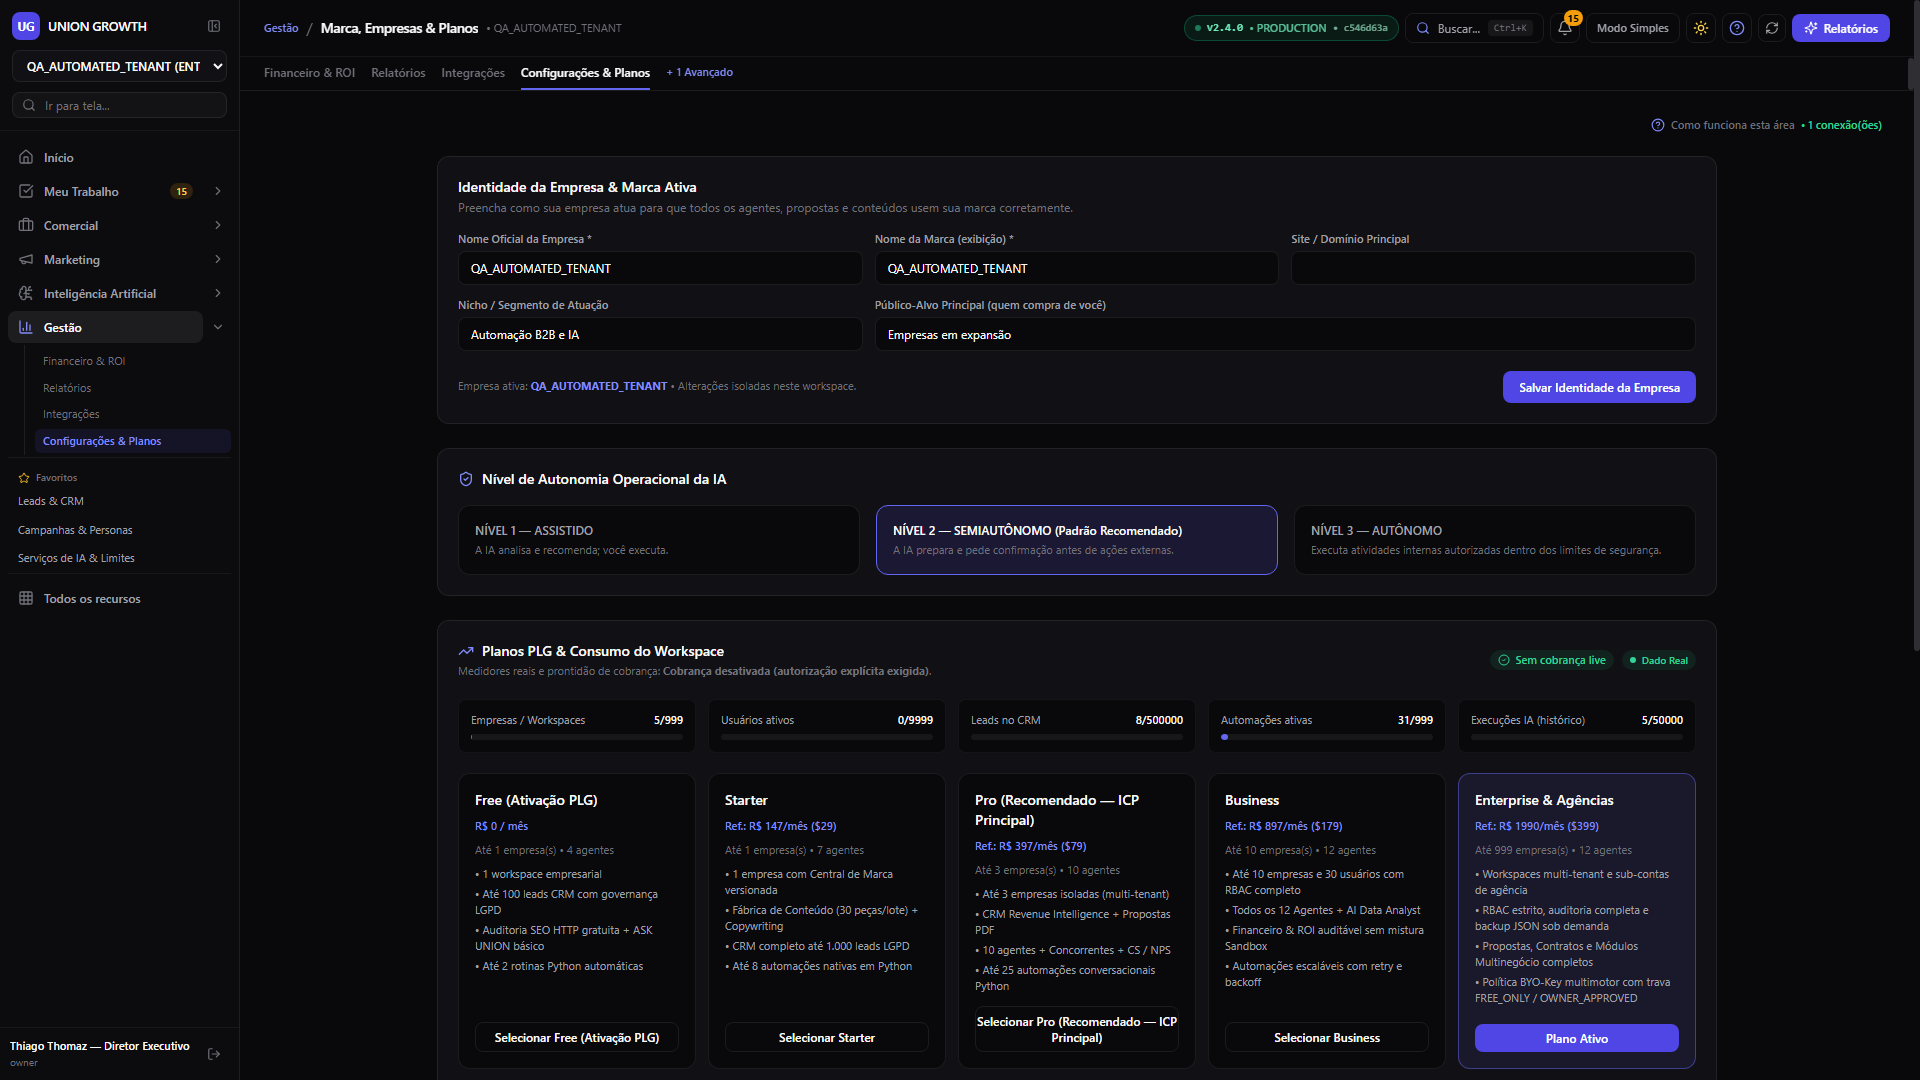 UG UNION GROWTH
QA_AUTOMATED_TENANT (ENT
Ir para tela...
Início
Meu Trabalho 15
Comercial
Marketing
Inteligência Artificial
Gestão
Financeiro & ROI
Relatórios
Integrações
Configurações & Planos
Favoritos
Leads & CRM
Campanhas & Personas
Serviços de IA & Limites
Todos os recursos
Thiago Thomaz — Diretor Executivo
owner
Gestão / Marca, Empresas & Planos • QA_AUTOMATED_TENANT
v2.4.0 • PRODUCTION • c546d63a
Buscar... Ctrl+K
15
Modo Simples
Relatórios
Financeiro & ROI Relatórios Integrações Configurações & Planos + 1 Avançado
Como funciona esta área • 1 conexão(ões)
Identidade da Empresa & Marca Ativa
Preencha como sua empresa atua para que todos os agentes, propostas e conteúdos usem sua marca corretamente.
Nome Oficial da Empresa * Nome da Marca (exibição) * Site / Domínio Principal
QA_AUTOMATED_TENANT QA_AUTOMATED_TENANT
Nicho / Segmento de Atuação Público-Alvo Principal (quem compra de você)
Automação B2B e IA Empresas em expansão
Empresa ativa: QA_AUTOMATED_TENANT • Alterações isoladas neste workspace.
Salvar Identidade da Empresa
Nível de Autonomia Operacional da IA
NÍVEL 1 — ASSISTIDO
A IA analisa e recomenda; você executa.
NÍVEL 2 — SEMIAUTÔNOMO (Padrão Recomendado)
A IA prepara e pede confirmação antes de ações externas.
NÍVEL 3 — AUTÔNOMO
Executa atividades internas autorizadas dentro dos limites de segurança.
Planos PLG & Consumo do Workspace
Medidores reais e prontidão de cobrança: Cobrança desativada (autorização explícita exigida).
Sem cobrança live
Dado Real
Empresas / Workspaces 5/999
Usuários ativos 0/9999
Leads no CRM 8/500000
Automações ativas 31/999
Execuções IA (histórico) 5/50000
Free (Ativação PLG)
R$ 0 / mês
Até 1 empresa(s) • 4 agentes
• 1 workspace empresarial
• Até 100 leads CRM com governança
LGPD
• Auditoria SEO HTTP gratuita + ASK
UNION básico
• Até 2 rotinas Python automáticas
Selecionar Free (Ativação PLG)
Starter
Ref.: R$ 147/mês ($29)
Até 1 empresa(s) • 7 agentes
• 1 empresa com Central de Marca
versionada
• Fábrica de Conteúdo (30 peças/lote) +
Copywriting
• CRM completo até 1.000 leads LGPD
• Até 8 automações nativas em Python
Selecionar Starter
Pro (Recomendado — ICP
Principal)
Ref.: R$ 397/mês ($79)
Até 3 empresa(s) • 10 agentes
• Até 3 empresas isoladas (multi-tenant)
• CRM Revenue Intelligence + Propostas
PDF
• 10 agentes + Concorrentes + CS / NPS
• Até 25 automações conversacionais
Python
Selecionar Pro (Recomendado — ICP
Principal)
Business
Ref.: R$ 897/mês ($179)
Até 10 empresa(s) • 12 agentes
• Até 10 empresas e 30 usuários com
RBAC completo
• Todos os 12 Agentes + AI Data Analyst
• Financeiro & ROI auditável sem mistura
Sandbox
• Automações escaláveis com retry e
backoff
Selecionar Business
Enterprise & Agências
Ref.: R$ 1990/mês ($399)
Até 999 empresa(s) • 12 agentes
• Workspaces multi-tenant e sub-contas
de agência
• RBAC estrito, auditoria completa e
backup JSON sob demanda
• Propostas, Contratos e Módulos
Multinegócio completos
• Política BYO-Key multimotor com trava
FREE_ONLY / OWNER_APPROVED
Plano Ativo